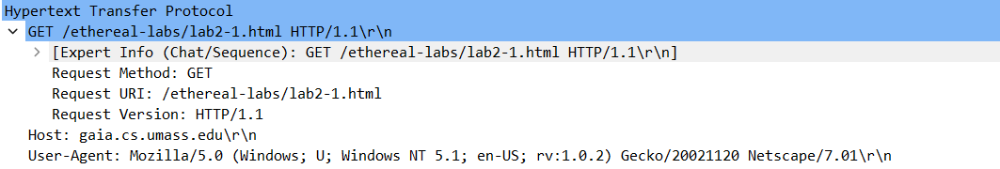 Hypertext Transfer Protocol
GET /ethereal-labs/lab2-1.html HTTP/1.1\r\n
[Expert Info (Chat/Sequence): GET /ethereal-labs/lab2-1.html HTTP/1.1\r\n]
Request Method: GET
Request URI: /ethereal-labs/lab2-1.html
Request Version: HTTP/1.1
Host: gaia.cs.umass.edu\r\n
User-Agent: Mozilla/5.0 (Windows; U; Windows NT 5.1; en-US; rv:1.0.2) Gecko/20021120 Netscape/7.01\r\n